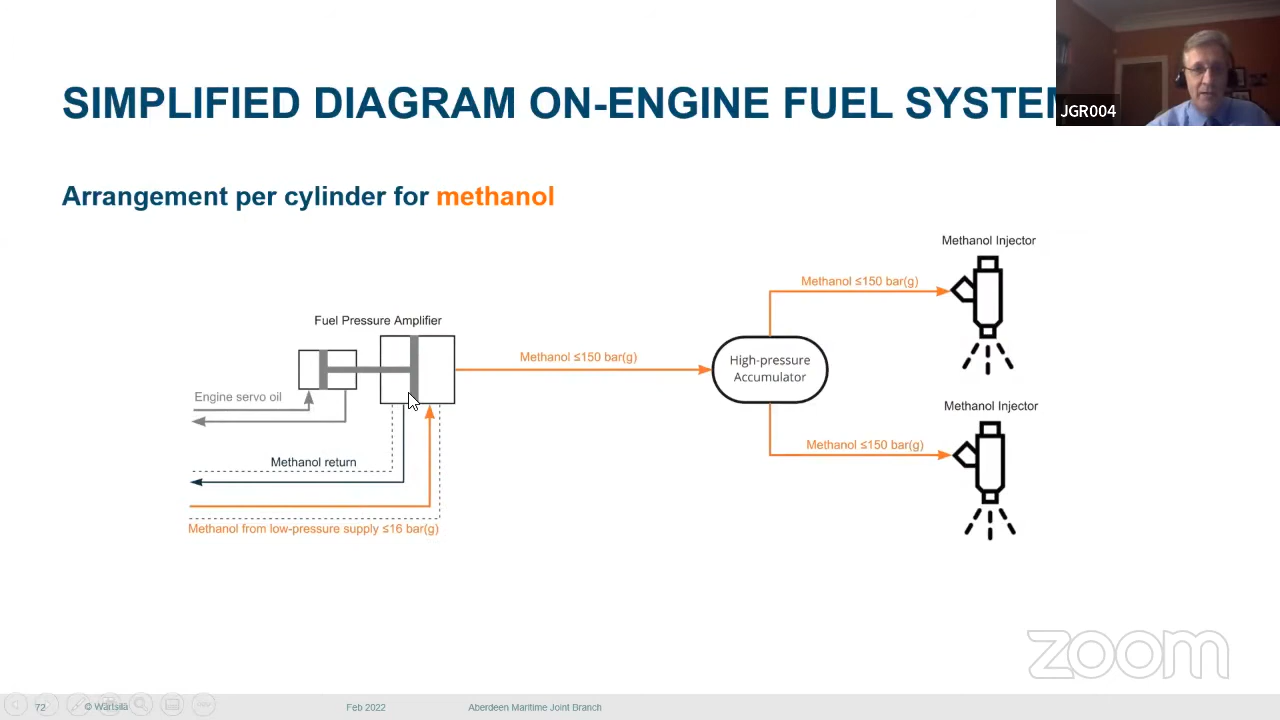 SIMPLIFIED DIAGRAM ON-ENGINE FUEL SYSTEM
JGR004
Arrangement per cylinder for methanol
Methanol Injector
Methanol ≤150 bar(g)
Fuel Pressure Amplifier
Methanol ≤150 bar(g)
High-pressure
Accumulator
Engine servo oil
Methanol Injector
Methanol ≤150 bar(g)
Methanol return
Methanol from low-pressure supply ≤16 bar(g)
zoom
72
© Wärtsilä
Feb 2022
Aberdeen Maritime Joint Branch